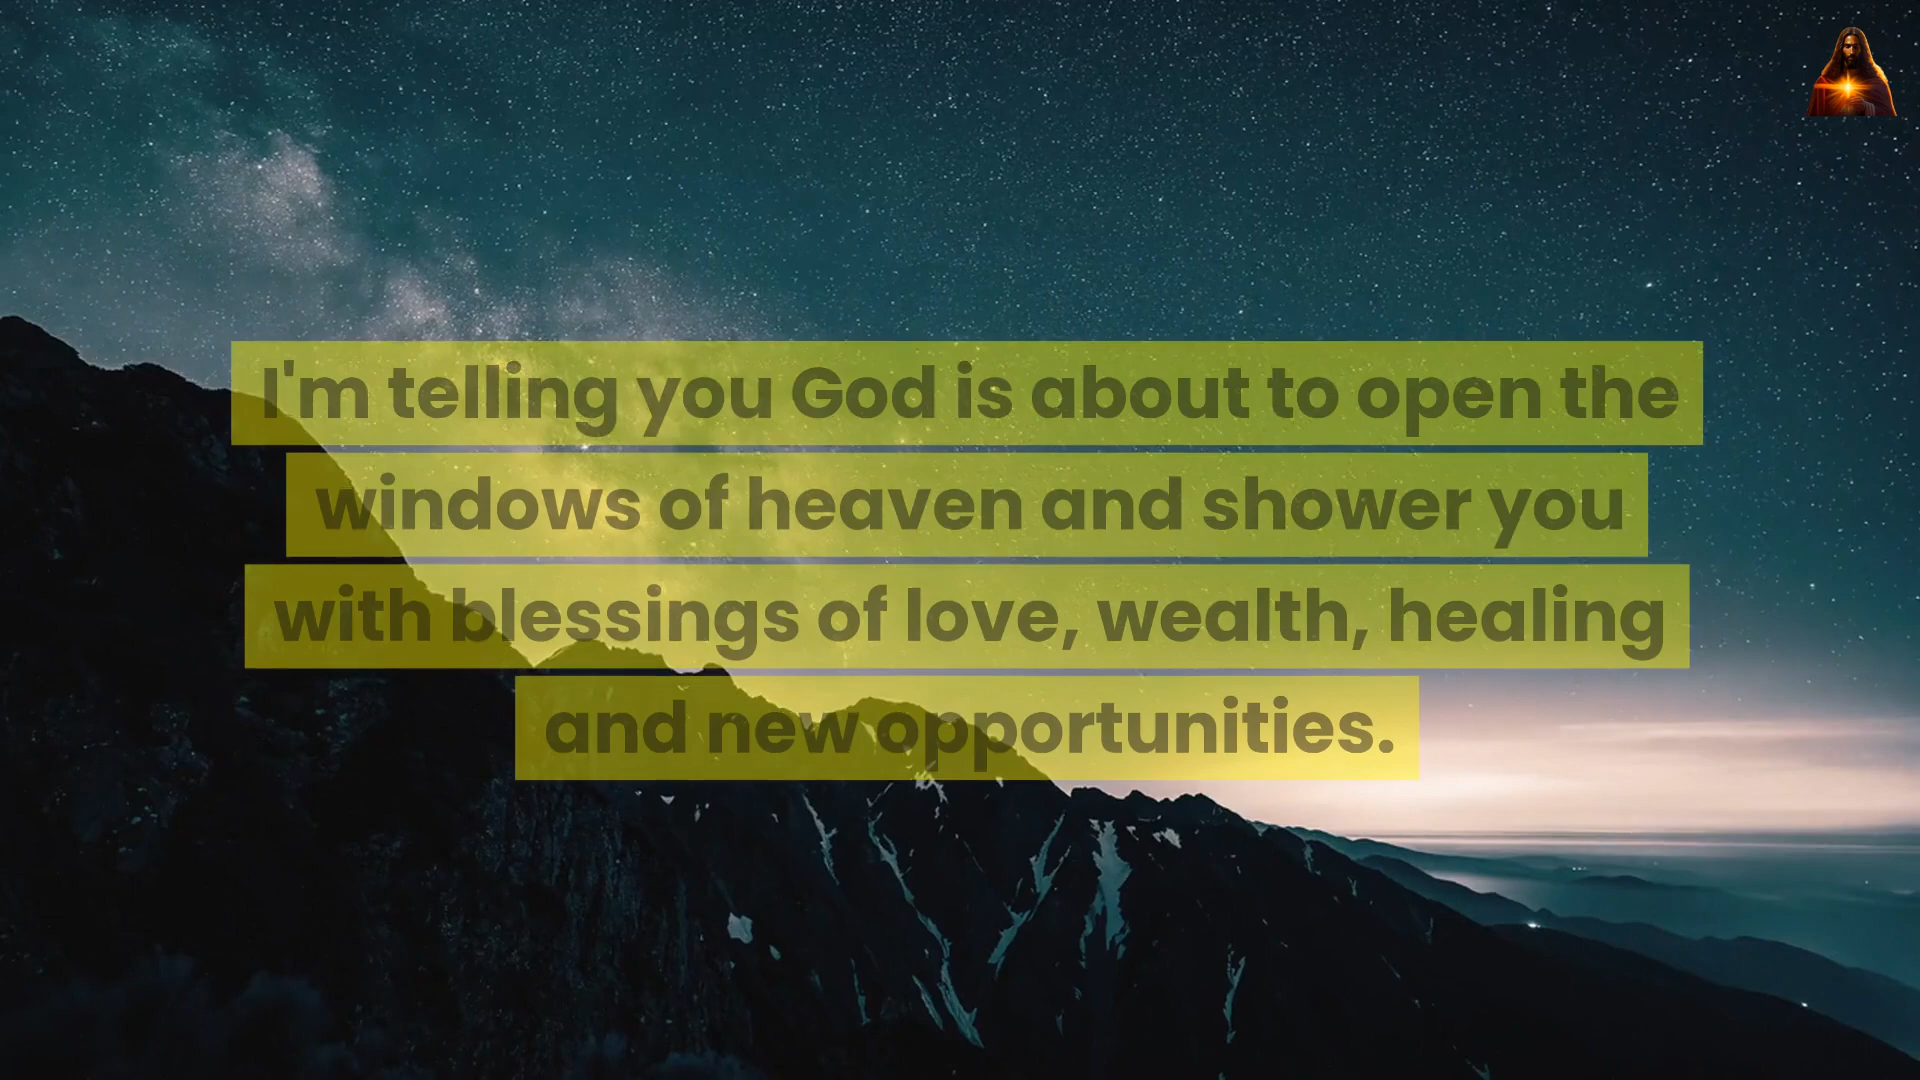 I'm telling you God is about to open the
windows of heaven and shower you
with blessings of love, wealth, healing
and new opportunities.